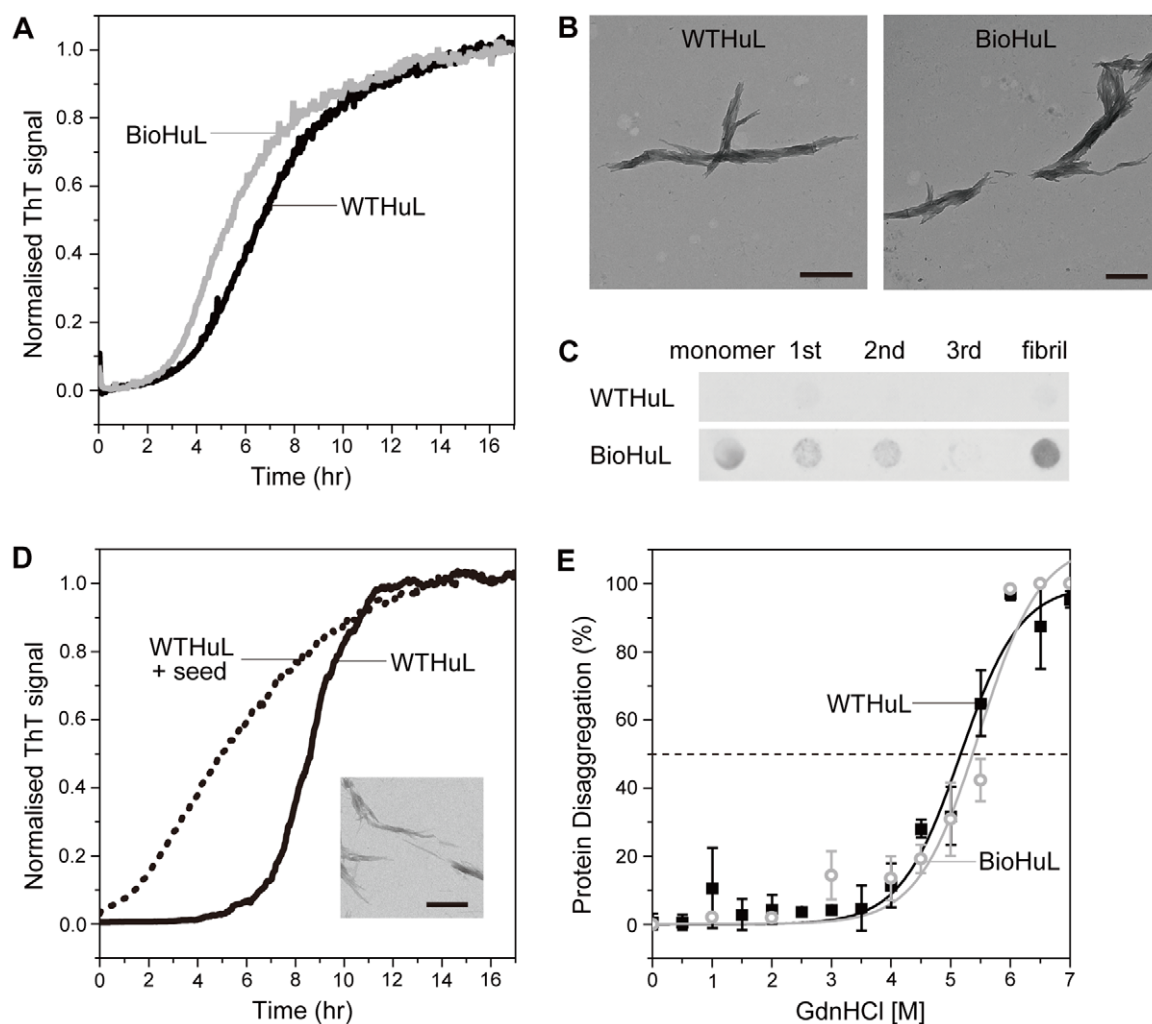 A
Normalised ThT signal
1.0
0.8
0.6
0.4
0.2
0.0
BioHuL
WTHuL
0 2 4 6 8 10 12 14 16
Time (hr)
B
WTHuL
BioHuL
C
monomer 1st 2nd 3rd fibril
WTHuL
BioHuL
D
Normalised ThT signal
1.0
0.8
0.6
0.4
0.2
0.0
WTHuL
+ seed
WTHuL
0 2 4 6 8 10 12 14 16
Time (hr)
E
Protein Disaggregation (%)
100
80
60
40
20
0
WTHuL
BioHuL
0 1 2 3 4 5 6 7
GdnHCl [M]